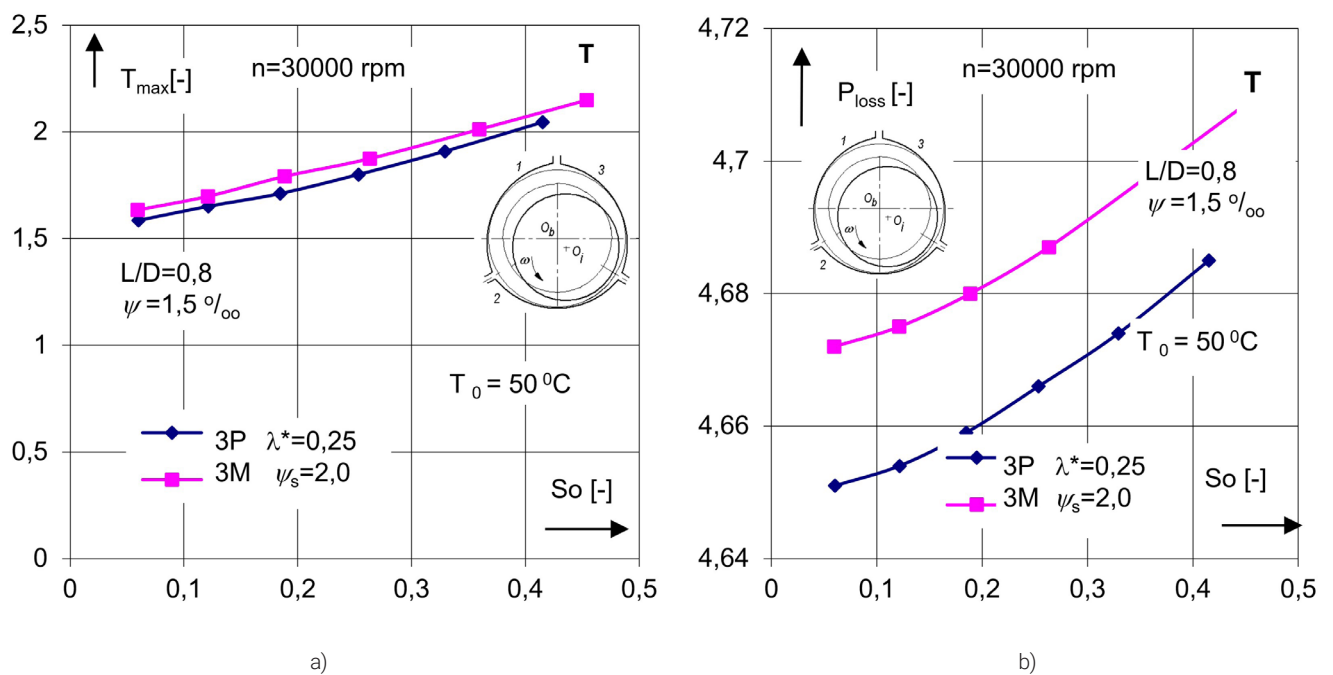 2,5
T
Tmax[-]
n=30000 rpm
2
1
3
Ob
+Oi
ω
2
1,5
L/D=0,8
ψ=1,5 º/oo
1
T 0 = 50 ⁰C
3P λ*=0,25
0,5
3M ψs=2,0
So [-]
0
0 0,1 0,2 0,3 0,4 0,5
a)
4,72
n=30000 rpm
T
Ploss [-]
1
3
4,7
L/D=0,8
ψ=1,5 º/oo
Ob
+Oi
ω
2
4,68
T 0 = 50 ⁰C
4,66
3P λ*=0,25
So [-]
3M ψs=2,0
4,64
0 0,1 0,2 0,3 0,4 0,5
b)